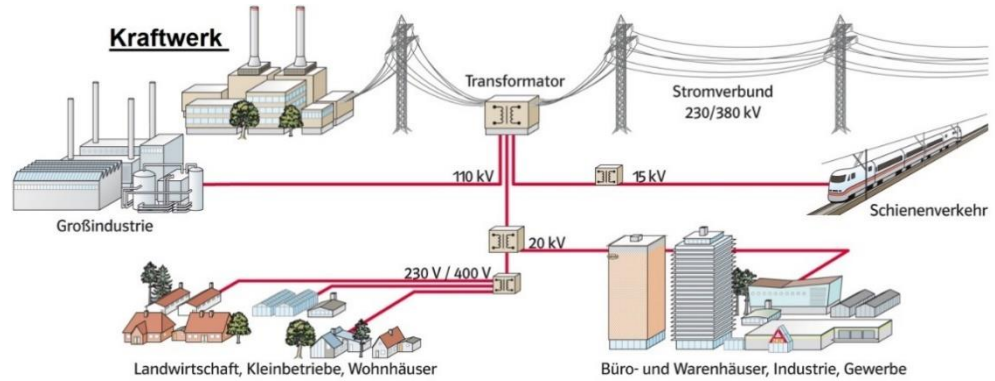 Kraftwerk
Transformator
Stromverbund
230/380 kV
110 kV
15 kV
Großindustrie
Schienenverkehr
20 kV
230 V / 400 V
Landwirtschaft, Kleinbetriebe, Wohnhäuser
Büro- und Warenhäuser, Industrie, Gewerbe